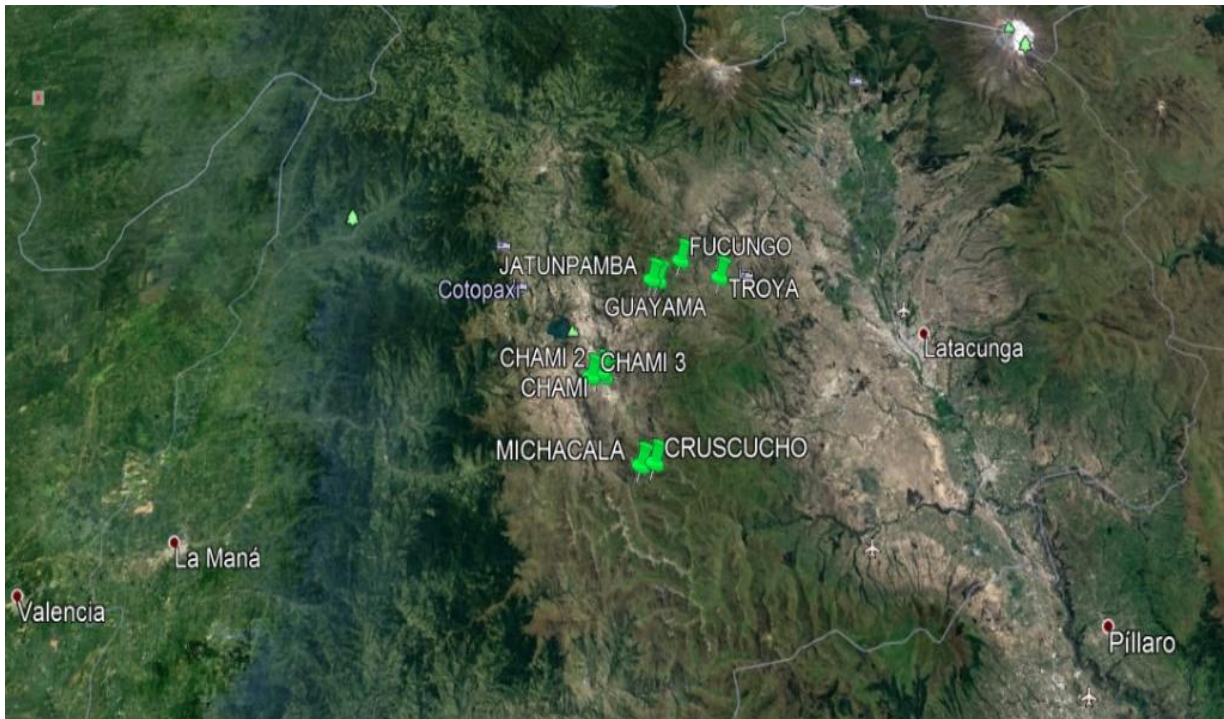 FUCUNGO
JATUNPAMBA
TROYA
Cotopaxi
GUAYAMA
Latacunga
CHAMI 2
CHAMI 3
CHAMI
MICHACALA
CRUSCUCHO
La Maná
Valencia
Píllaro